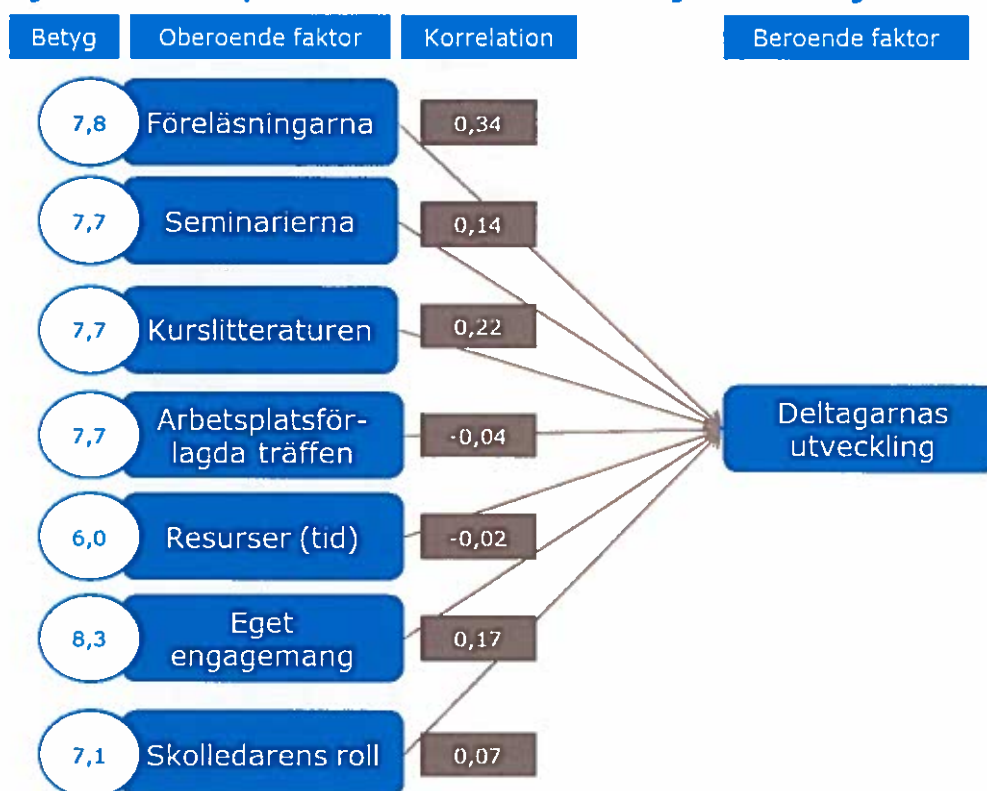 Betyg Oberoende faktor Korrelation Beroende faktor
7,8 Föreläsningarna 0,34
7,7 Seminarierna 0,14
7,7 Kurslitteraturen 0,22
7,7 Arbetsplatsför-
lagda träffen -0,04
Deltagarnas
utveckling
6,0 Resurser (tid) -0,02
8,3 Eget
engagemang 0,17
7,1 Skolledarens roll 0,07